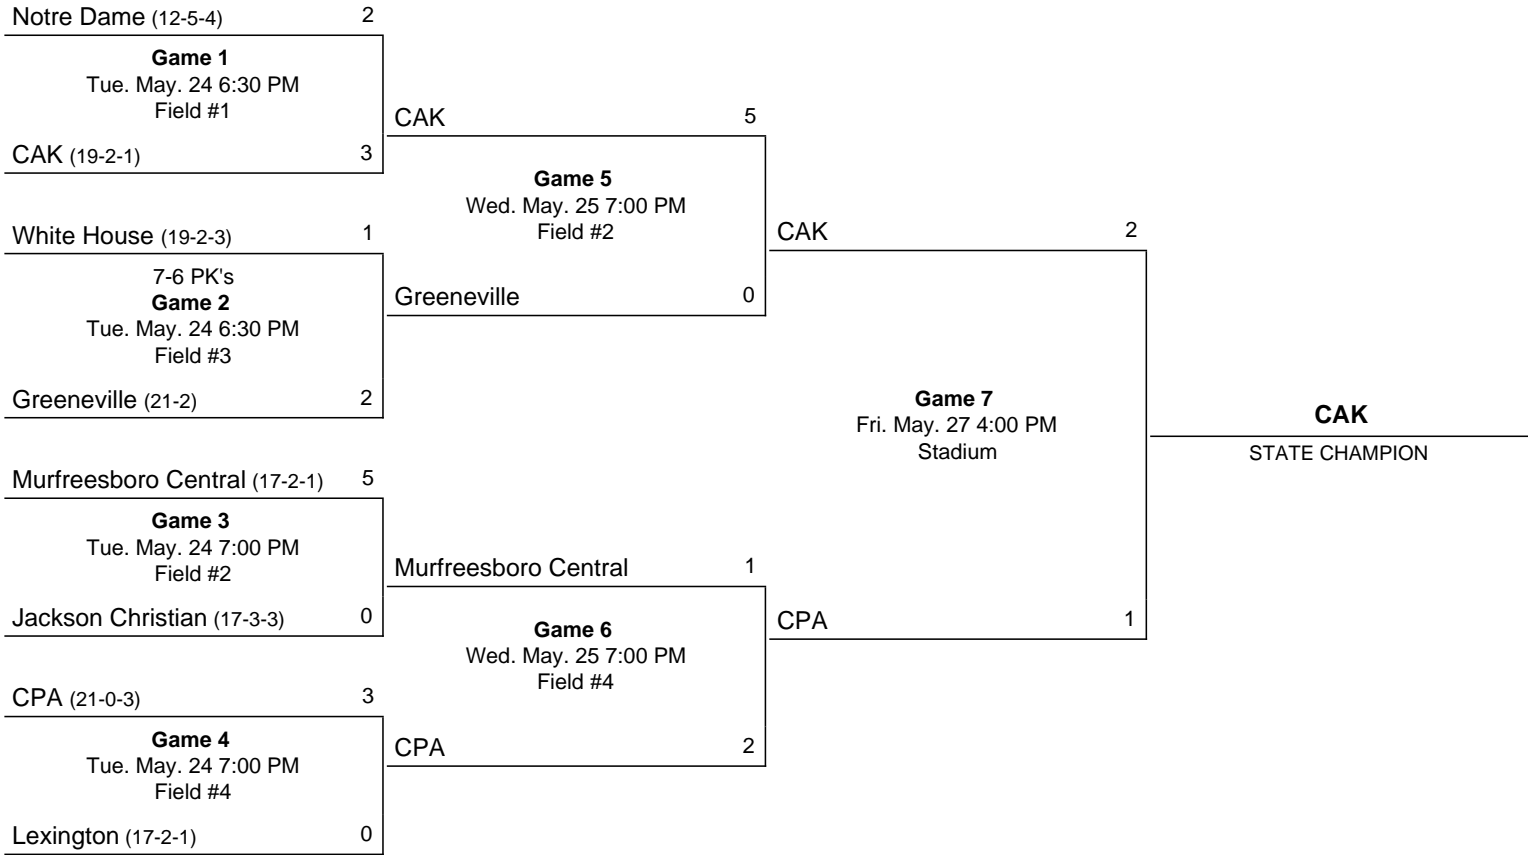 Notre Dame (12-5-4) 2
Game 1
Tue. May. 24 6:30 PM
Field #1
CAK (19-2-1) 3
White House (19-2-3) 1
7-6 PK's
Game 2
Tue. May. 24 6:30 PM
Field #3
Greeneville (21-2) 2
Murfreesboro Central (17-2-1) 5
Game 3
Tue. May. 24 7:00 PM
Field #2
Jackson Christian (17-3-3) 0
CPA (21-0-3) 3
Game 4
Tue. May. 24 7:00 PM
Field #4
Lexington (17-2-1) 0
CAK 5
Game 5
Wed. May. 25 7:00 PM
Field #2
Greeneville 0
Murfreesboro Central 1
Game 6
Wed. May. 25 7:00 PM
Field #4
CPA 2
CAK 2
Game 7
Fri. May. 27 4:00 PM
Stadium
CPA 1
CAK
STATE CHAMPION